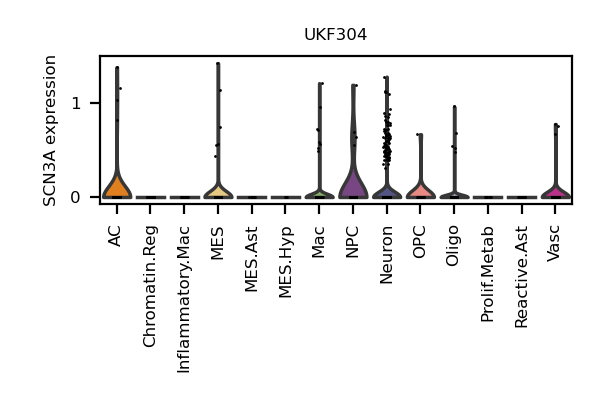 UKF304
SCN3A expression
1
0
AC
Chromatin.Reg
Inflammatory.Mac
MES
MES.Ast
MES.Hyp
Mac
NPC
Neuron
OPC
Oligo
Prolif.Metab
Reactive.Ast
Vasc